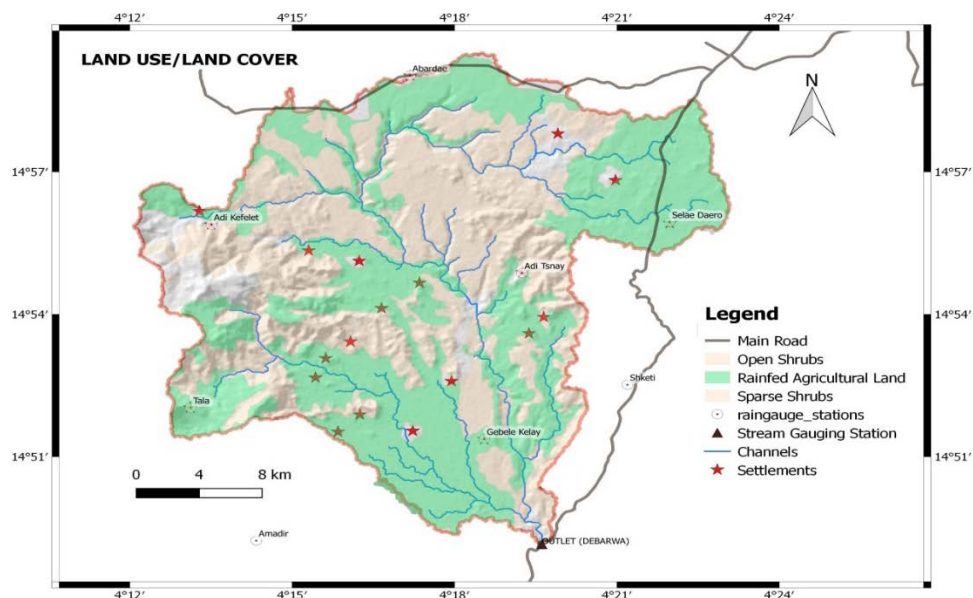 4°12’ 4°15’ 4°18’ 4°21’ 4°24’
LAND USE/LAND COVER
Abardae
N
14°57’ 14°57’
Adi Kefelet
Selae Daero
Adi Tsnay
14°54’ 14°54’
Legend
Main Road
Open Shrubs
Rainfed Agricultural Land
Sparse Shrubs
raingauge_stations
Stream Gauging Station
Channels
Settlements
Shketi
Tala
Gebele Kelay
14°51’ 14°51’
0 4 8 km
Amadir
OUTLET (DEBARWA)
4°12’ 4°15’ 4°18’ 4°21’ 4°24’